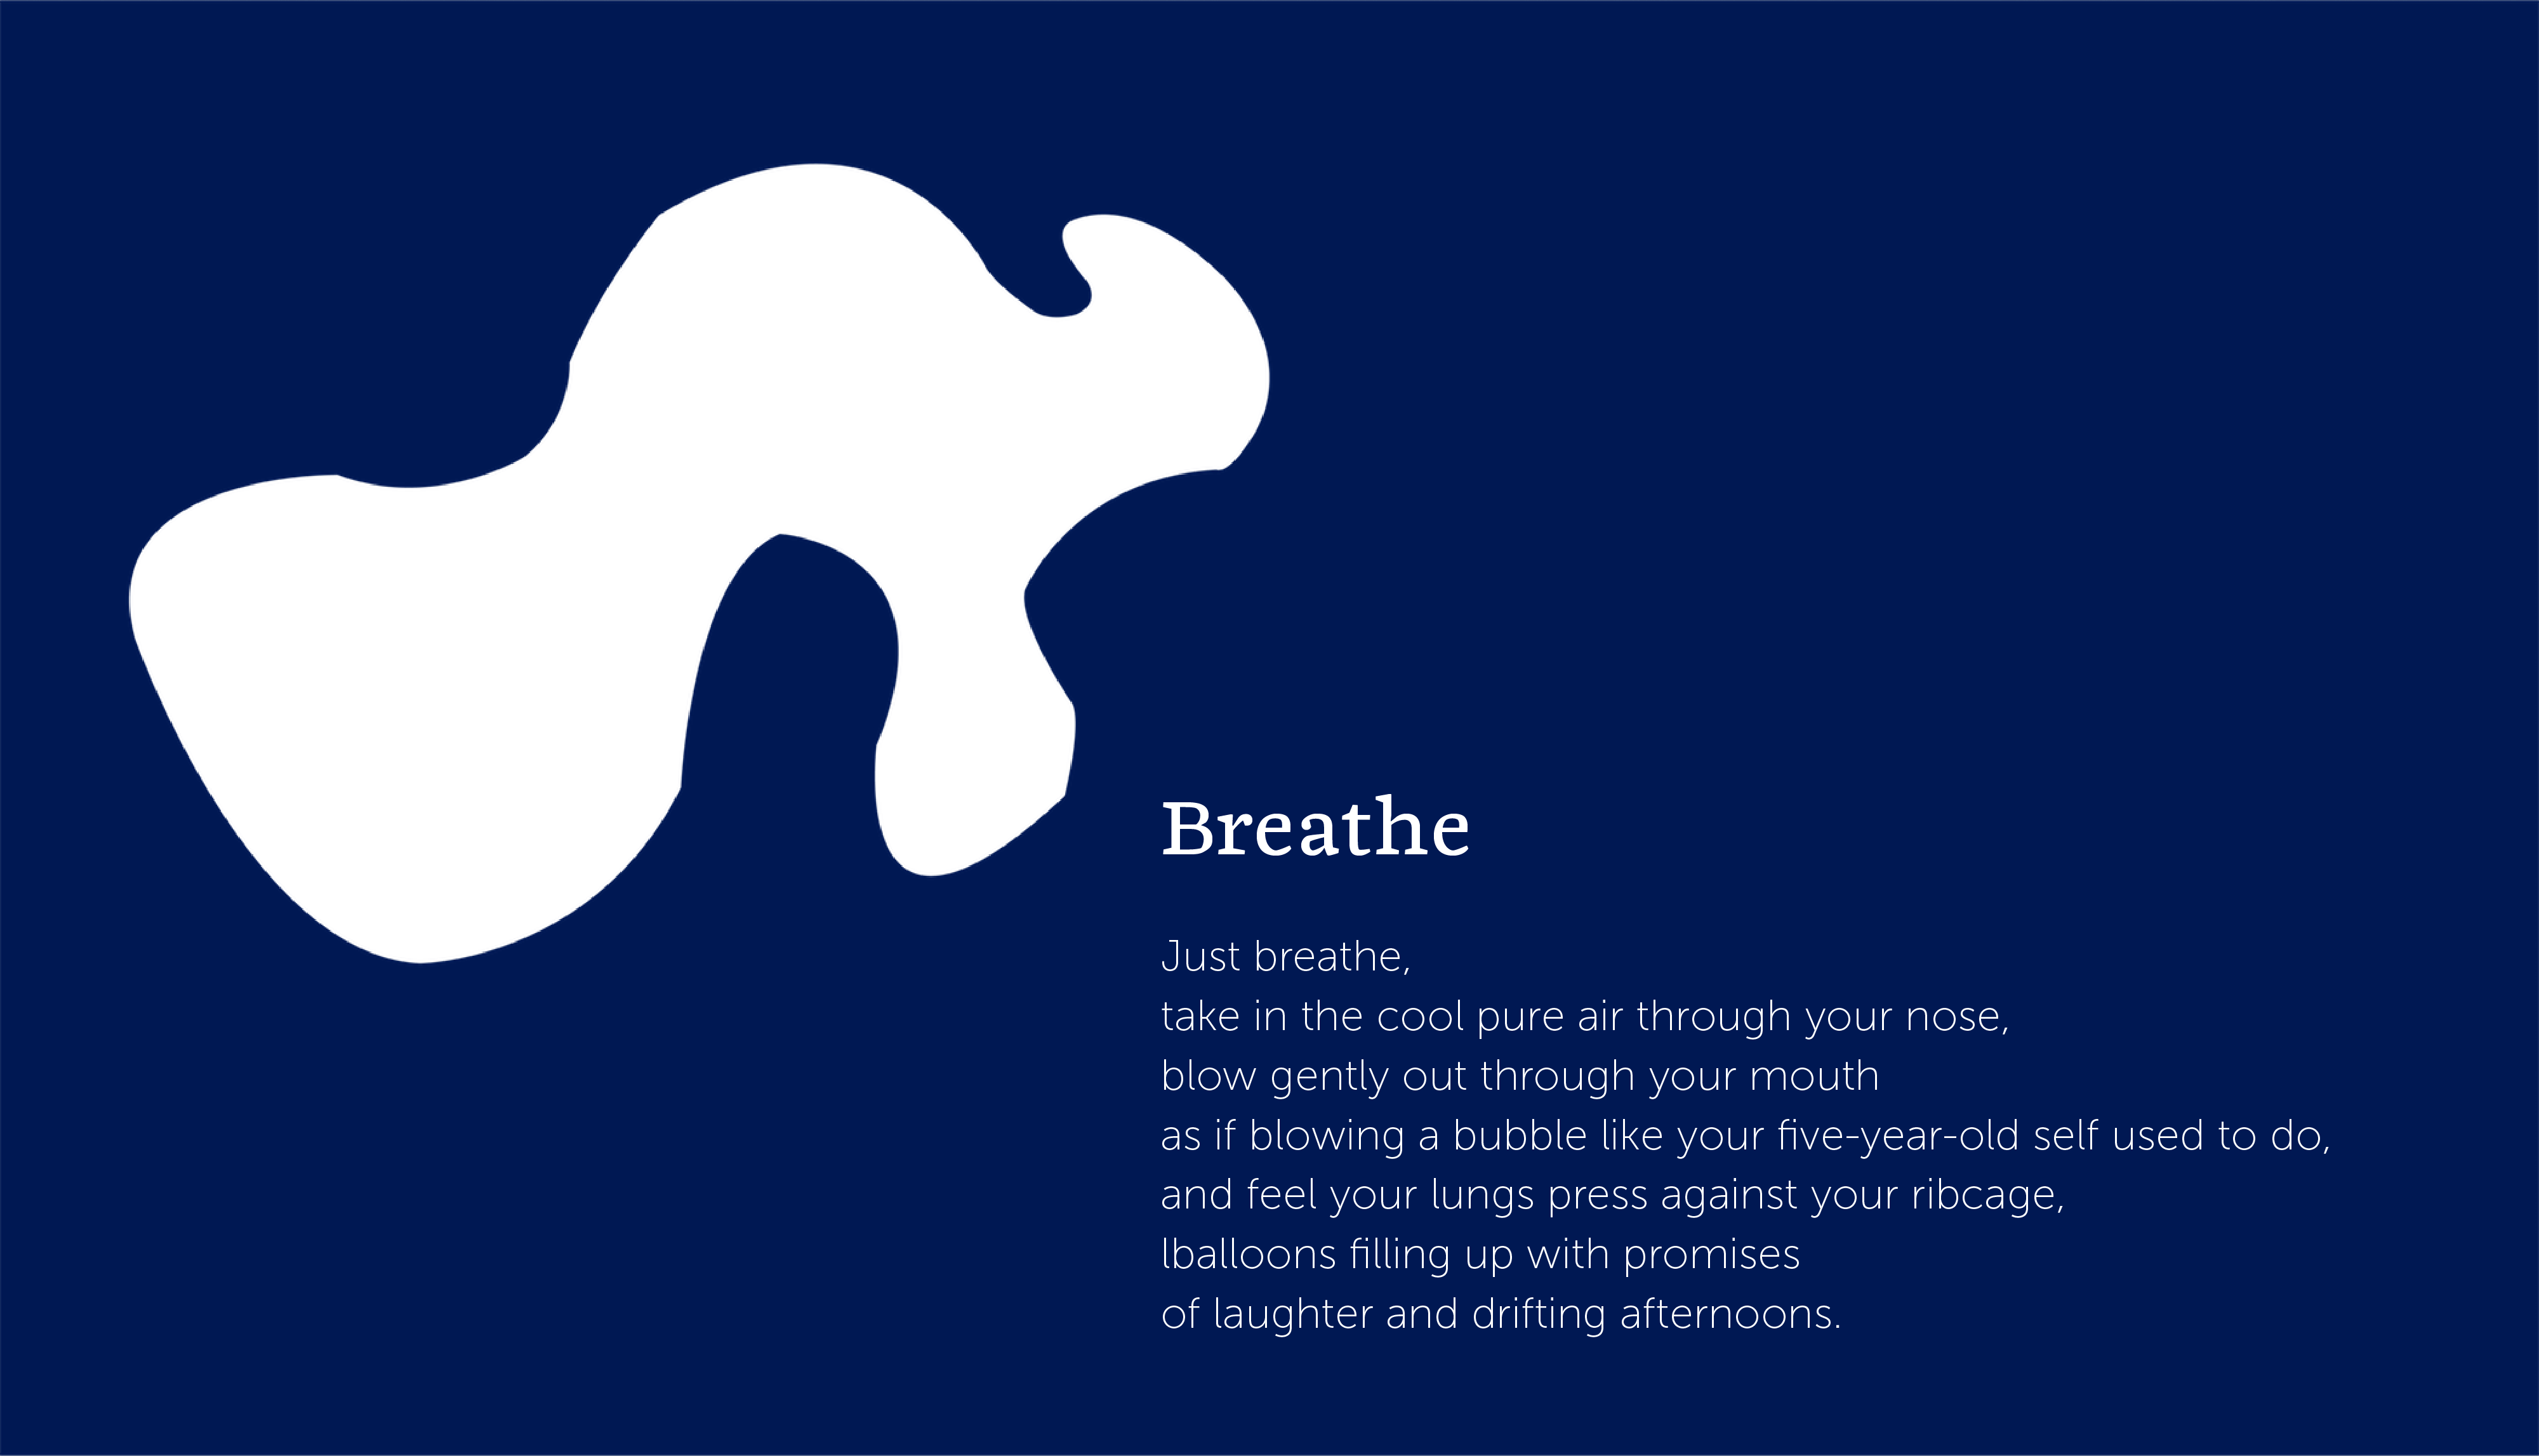 Breathe
Just breathe,
take in the cool pure air through your nose,
blow gently out through your mouth
as if blowing a bubble like your five-year-old self used to do,
and feel your lungs press against your ribcage,
lballoons filling up with promises
of laughter and drifting afternoons.